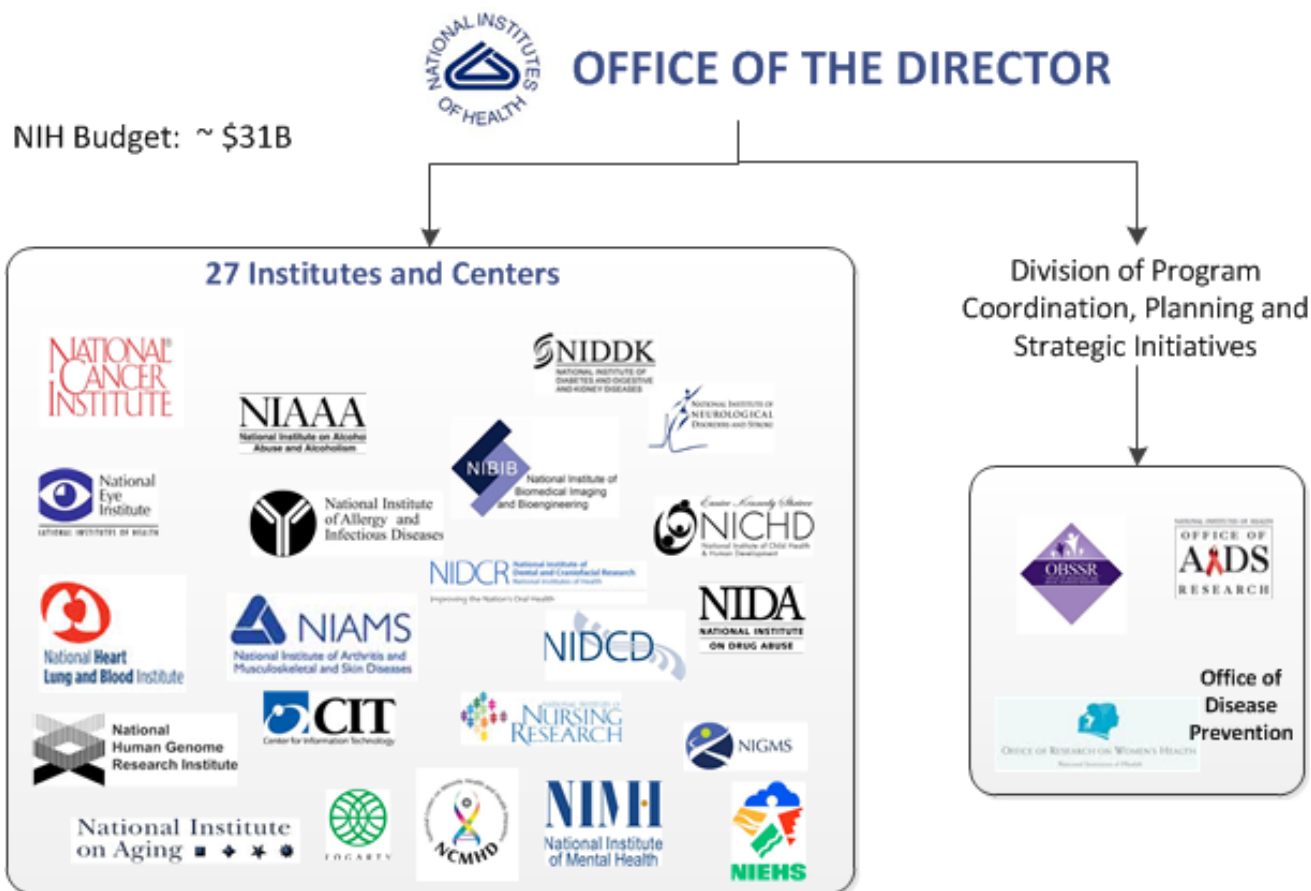 NATIONAL INSTITUTES
OF HEALTH
OFFICE OF THE DIRECTOR
NIH Budget: ~ $31B
27 Institutes and Centers
NATIONAL®
CANCER
INSTITUTE
NIAAA
National Institute on Alcohol
Abuse and Alcoholism
NIDDK
NATIONAL INSTITUTE OF
DIABETES AND DIGESTIVE
AND KIDNEY DISEASES
NATIONAL INSTITUTE OF
NEUROLOGICAL
DISORDERS AND STROKE
National
Eye
Institute
NATIONAL INSTITUTES OF HEALTH
National Institute
of Allergy and
Infectious Diseases
NIBIB
National Institute of
Biomedical Imaging
and Bioengineering
Eunice Kennedy Shriver
NICHD
National Institute of Child Health
& Human Development
NIDCR
National Institute of
Dental and Craniofacial Research
National Institutes of Health
Improving the Nation's Oral Health
National Heart
Lung and Blood Institute
NIAMS
National Institute of Arthritis and
Musculoskeletal and Skin Diseases
NIDCD
NIDA
NATIONAL INSTITUTE
ON DRUG ABUSE
National
Human Genome
Research Institute
CIT
Center for Information Technology
NATIONAL INSTITUTE OF
NURSING
RESEARCH
NIGMS
National Institute
on Aging
FOGARTY
NCMHD
NIMH
National Institute
of Mental Health
NIEHS
Division of Program
Coordination, Planning and
Strategic Initiatives
OBSSR
NATIONAL INSTITUTES OF HEALTH
OFFICE OF
AIDS
RESEARCH
OFFICE OF RESEARCH ON WOMEN'S HEALTH
National Institutes of Health
Office of
Disease
Prevention